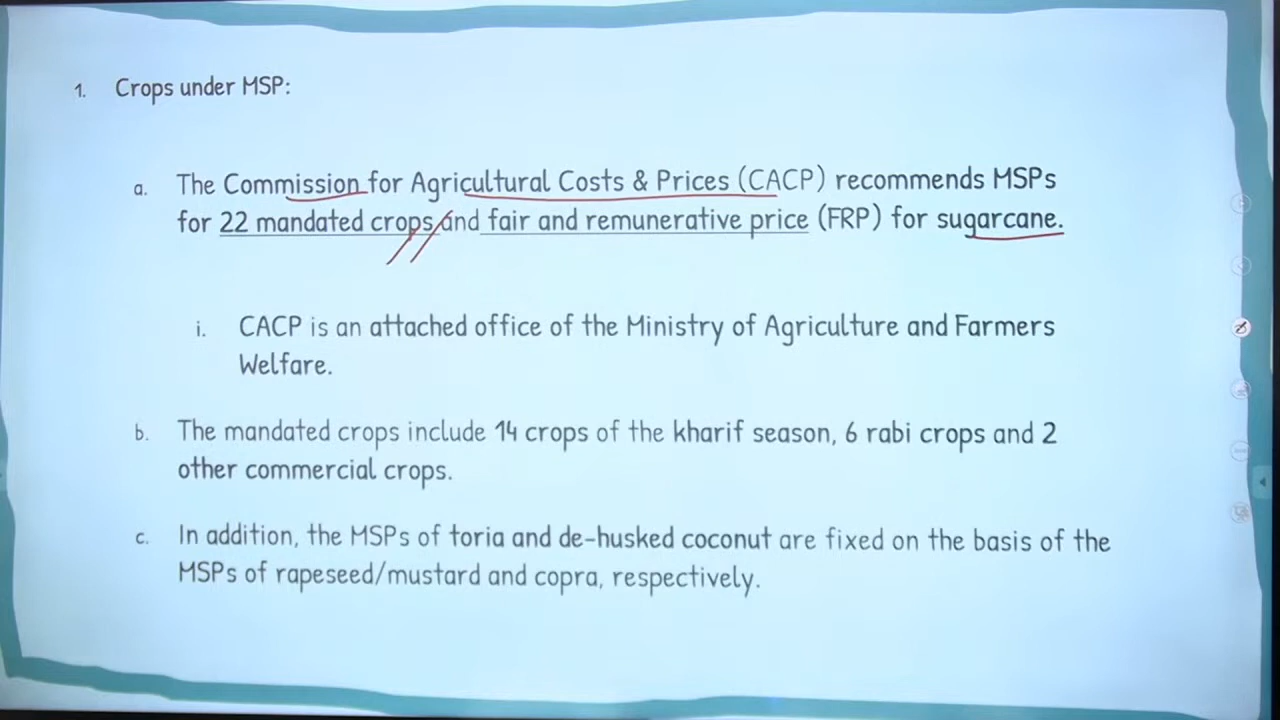 1. Crops under MSP:
a. The Commission for Agricultural Costs & Prices (CACP) recommends MSPs
for 22 mandated crops and fair and remunerative price (FRP) for sugarcane.
i. CACP is an attached office of the Ministry of Agriculture and Farmers
Welfare.
b. The mandated crops include 14 crops of the kharif season, 6 rabi crops and 2
other commercial crops.
c. In addition, the MSPs of toria and de-husked coconut are fixed on the basis of the
MSPs of rapeseed/mustard and copra, respectively.